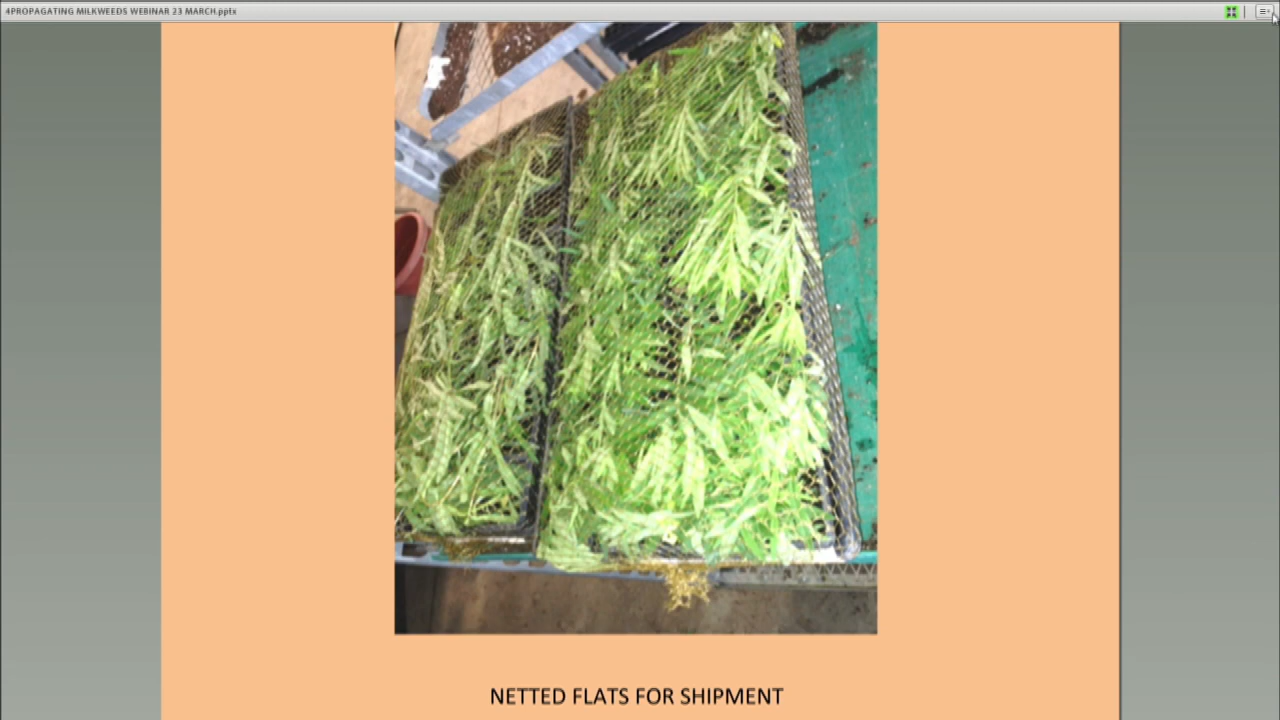 4PROPAGATING MILKWEEDS WEBINAR 23 MARCH.pptx
NETTED FLATS FOR SHIPMENT